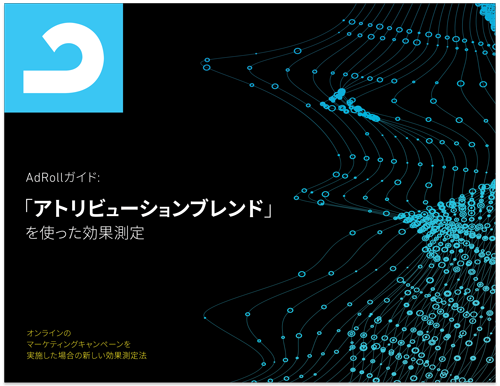 AdRollガイド:
「アトリビューションブレンド」
を使った効果測定
オンラインの
マーケティングキャンペーンを
実施した場合の新しい効果測定法